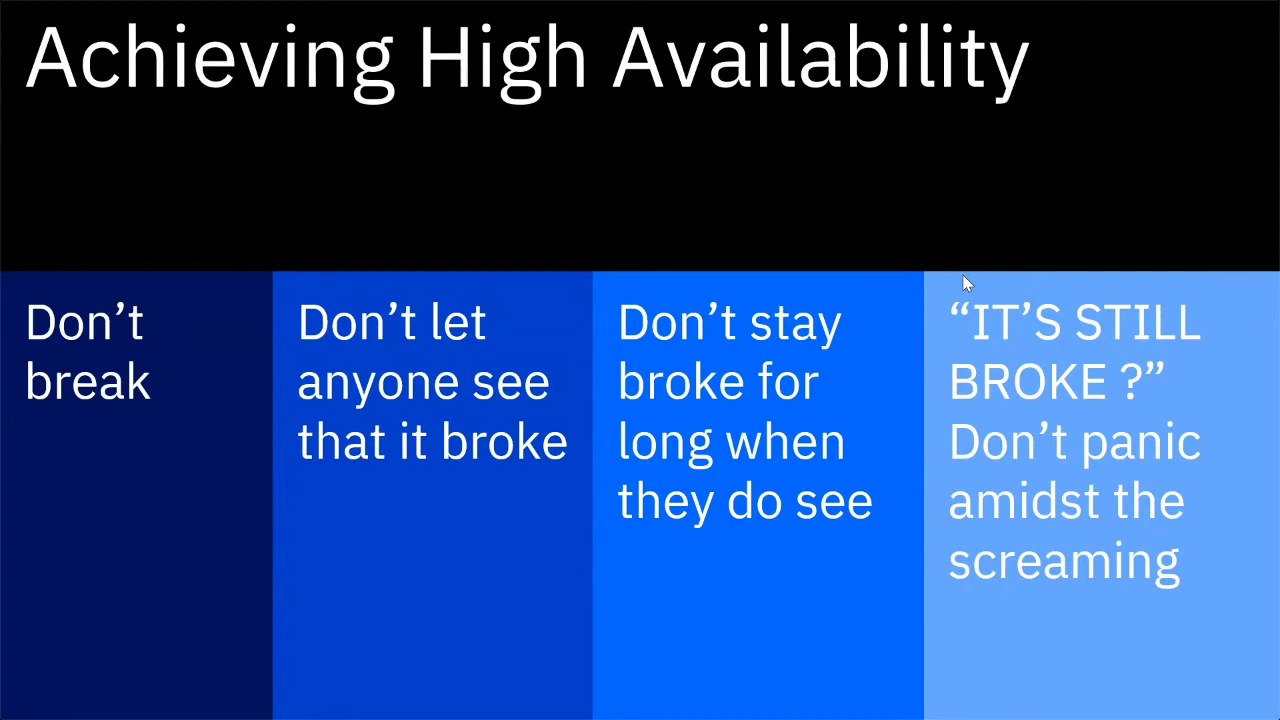 Achieving High Availability
Don’t
break
Don’t let
anyone see
that it broke
Don’t stay
broke for
long when
they do see
“IT’S STILL
BROKE ?”
Don’t panic
amidst the
screaming